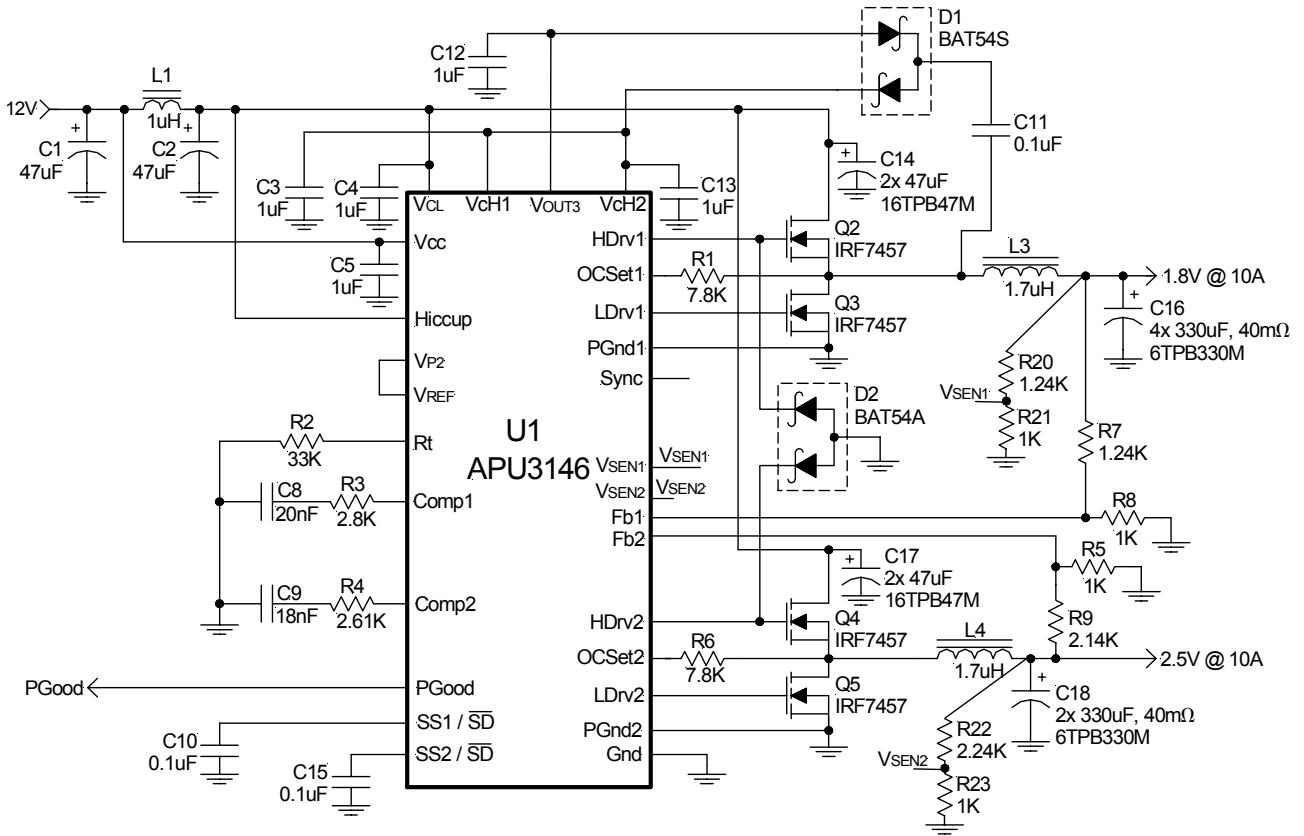 D1
BAT54S
C12
1uF
L1
1uH
12V
C1
47uF
C2
47uF
C11
0.1uF
C14
2x 47uF
16TPB47M
C3
1uF
C4
1uF
C13
1uF
VCL
VcH1
VOUT3
VcH2
Vcc
C5
1uF
Hiccup
VP2
VREF
Rt
R2
33K
C8
20nF
R3
2.8K
Comp1
C9
18nF
R4
2.61K
Comp2
PGood
PGood
SS1 / SD
C10
0.1uF
SS2 / SD
C15
0.1uF
U1
APU3146
HDrv1
Q2
IRF7457
OCSet1
R1
7.8K
LDrv1
Q3
IRF7457
PGnd1
Sync
L3
1.7uH
1.8V @ 10A
C16
4x 330uF, 40mΩ
6TPB330M
R20
1.24K
VSEN1
R21
1K
R7
1.24K
D2
BAT54A
VSEN1
VSEN1
VSEN2
VSEN2
Fb1
Fb2
R8
1K
R5
1K
R9
2.14K
C17
2x 47uF
16TPB47M
HDrv2
Q4
IRF7457
OCSet2
R6
7.8K
LDrv2
Q5
IRF7457
PGnd2
Gnd
L4
1.7uH
2.5V @ 10A
C18
2x 330uF, 40mΩ
6TPB330M
R22
2.24K
VSEN2
R23
1K